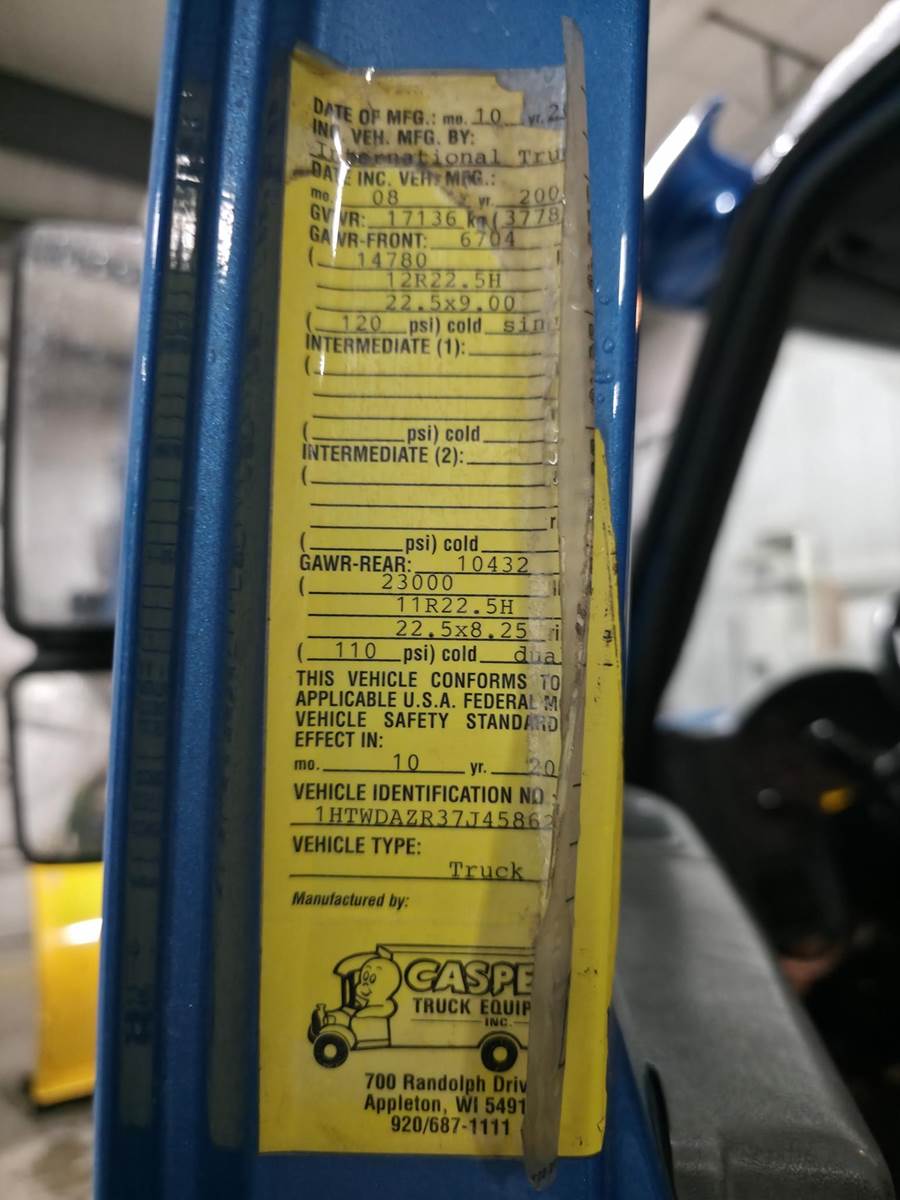 DATE OF MFG.: mo. 10 yr. 2
INC. VEH. MFG. BY:
International Tru
DATE INC. VEH. MFG.:
mo. 08 yr. 200
GVWR: 17136 kg (3778
GAWR-FRONT: 6704
( 14780
12R22.5H
22.5x9.00
( 120 psi) cold sin
INTERMEDIATE (1):
(
( psi) cold
INTERMEDIATE (2):
(
r
( psi) cold
GAWR-REAR: 10432
( 23000
11R22.5H
22.5x8.25 ri
( 110 psi) cold dua
THIS VEHICLE CONFORMS TO
APPLICABLE U.S.A. FEDERAL M
VEHICLE SAFETY STANDARD
EFFECT IN:
mo. 10 yr. 20
VEHICLE IDENTIFICATION NO.:
1HTWDAZR37J45862
VEHICLE TYPE:
Truck
Manufactured by:
CASPE
TRUCK EQUIP
INC.
700 Randolph Driv
Appleton, WI 5491
920/687-1111